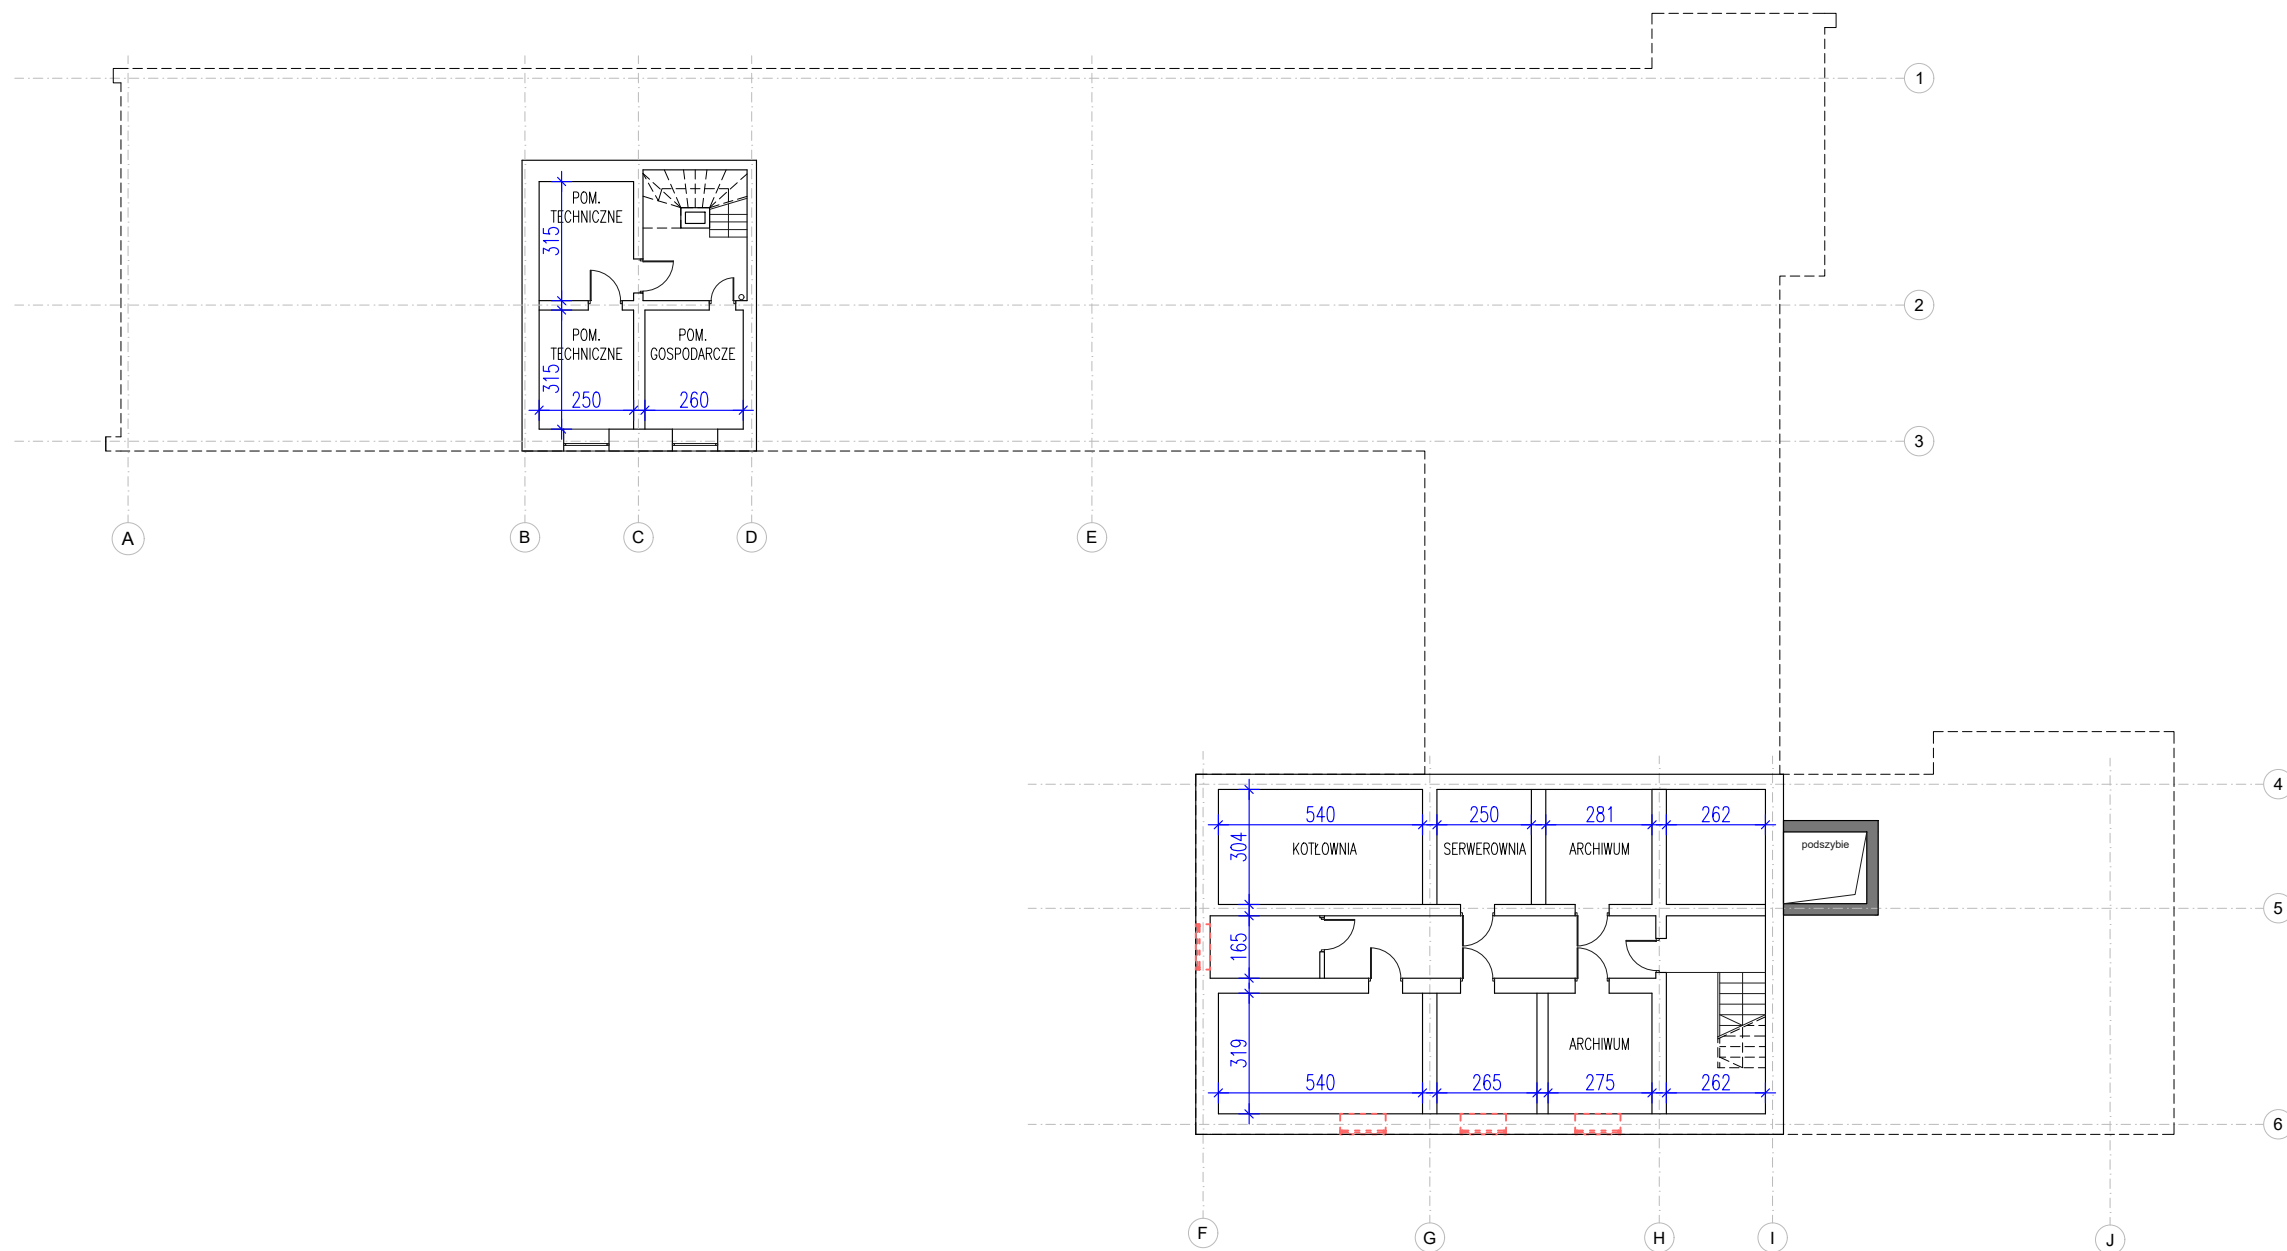 1
POM.
TECHNICZNE
315
2
POM.
TECHNICZNE
POM.
GOSPODARCZE
315
250
260
3
A
B
C
D
E
4
540
250
281
262
304
KOTŁOWNIA
SERWEROWNIA
ARCHIWUM
podszybie
5
165
319
ARCHIWUM
540
265
275
262
6
F
G
H
I
J